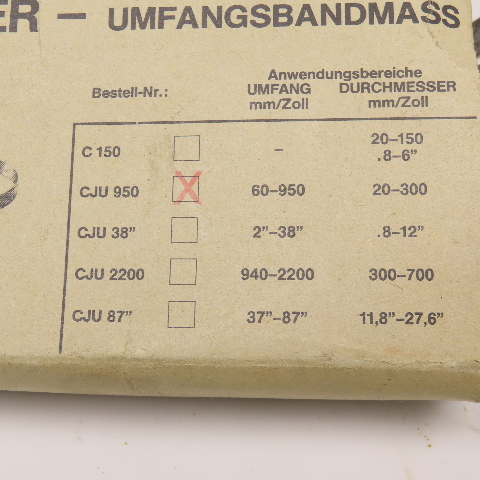 ER – UMFANGSBANDMASS
Anwendungsbereiche
Bestell-Nr.: UMFANG DURCHMESSER
mm/Zoll mm/Zoll
C 150 – 20–150
.8–6”
CJU 950 X 60–950 20–300
CJU 38” 2”–38” .8–12”
CJU 2200 940–2200 300–700
CJU 87” 37”–87” 11,8”–27,6”